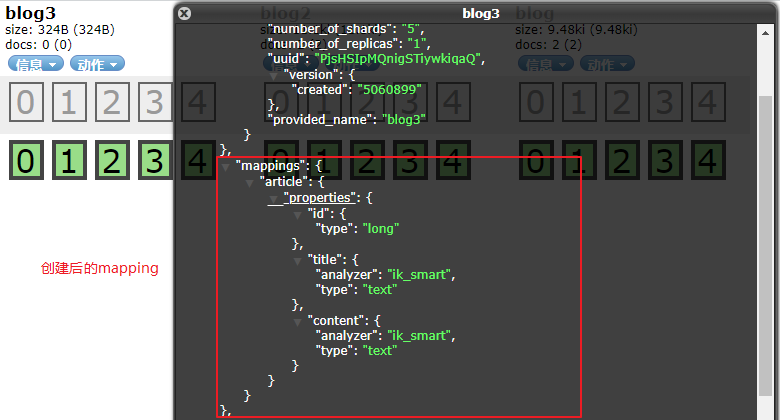 blog3
size: 324B (324B)
docs: 0 (0)
信息 动作
0 1 2 3 4
0 1 2 3 4
创建后的mapping
blog2
blog
size: 9.48ki (9.48ki)
docs: 2 (2)
0 1 2 3 4
0 1 2 3 4
0 1 2 3 4
0 1 2 3 4
blog3
"number_of_shards": "5",
"number_of_replicas": "1",
"uuid": "PjsHSIpMQnigSTiywkiqaQ",
"version": {
"created": "5060899"
},
"provided_name": "blog3"
}
},
"mappings": {
"article": {
"properties": {
"id": {
"type": "long"
},
"title": {
"analyzer": "ik_smart",
"type": "text"
},
"content": {
"analyzer": "ik_smart",
"type": "text"
}
}
}
},